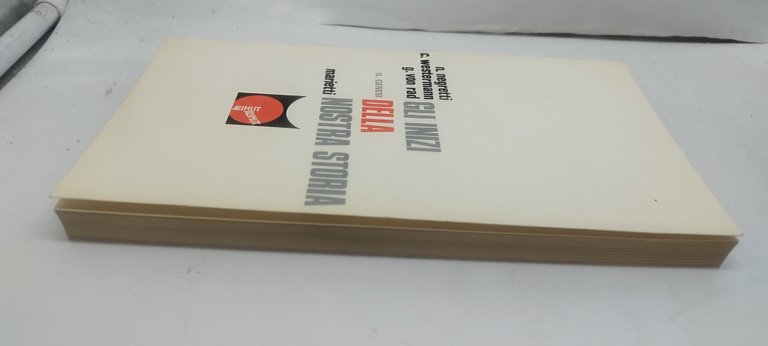 n. negretti
c. westermann
g. von rad
GLI INIZI
IL GENESI
DELLA
NOSTRA STORIA
marietti
AZIMUT